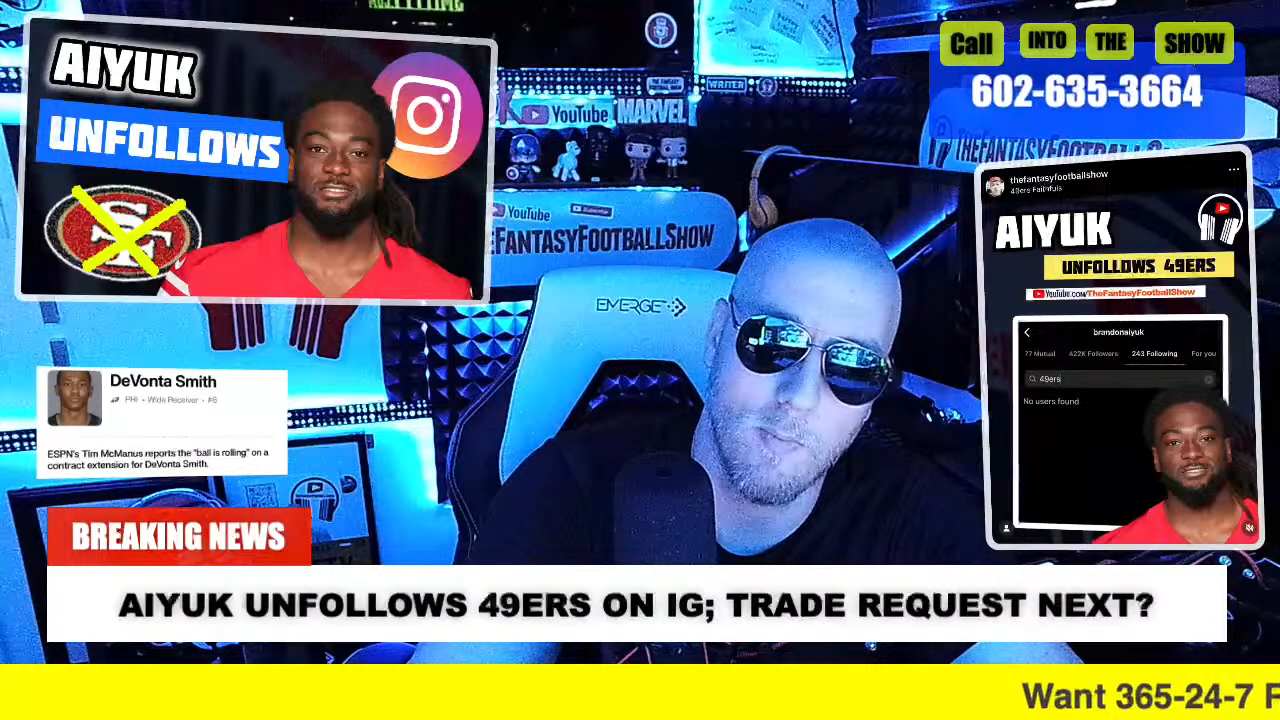 AIYUK
UNFOLLOWS
Call INTO THE SHOW
602-635-3664
WRITER
YouTube
MARVEL
THEFANTASYFOOTBALLSH
YouTube
EFANTASYFOOTBALLSHOW
EMERGE
thefantasyfootballshow
49ers Faithfuls
AIYUK
UNFOLLOWS 49ERS
YouTube.com/TheFantasyFootballShow
brandonaiyuk
77 Mutual 422K Followers 243 Following For you
49ers
No users found
DeVonta Smith
PHI • Wide Receiver • #6
ESPN's Tim McManus reports the "ball is rolling" on a
contract extension for DeVonta Smith.
BREAKING NEWS
AIYUK UNFOLLOWS 49ERS ON IG; TRADE REQUEST NEXT?
Want 365-24-7 F